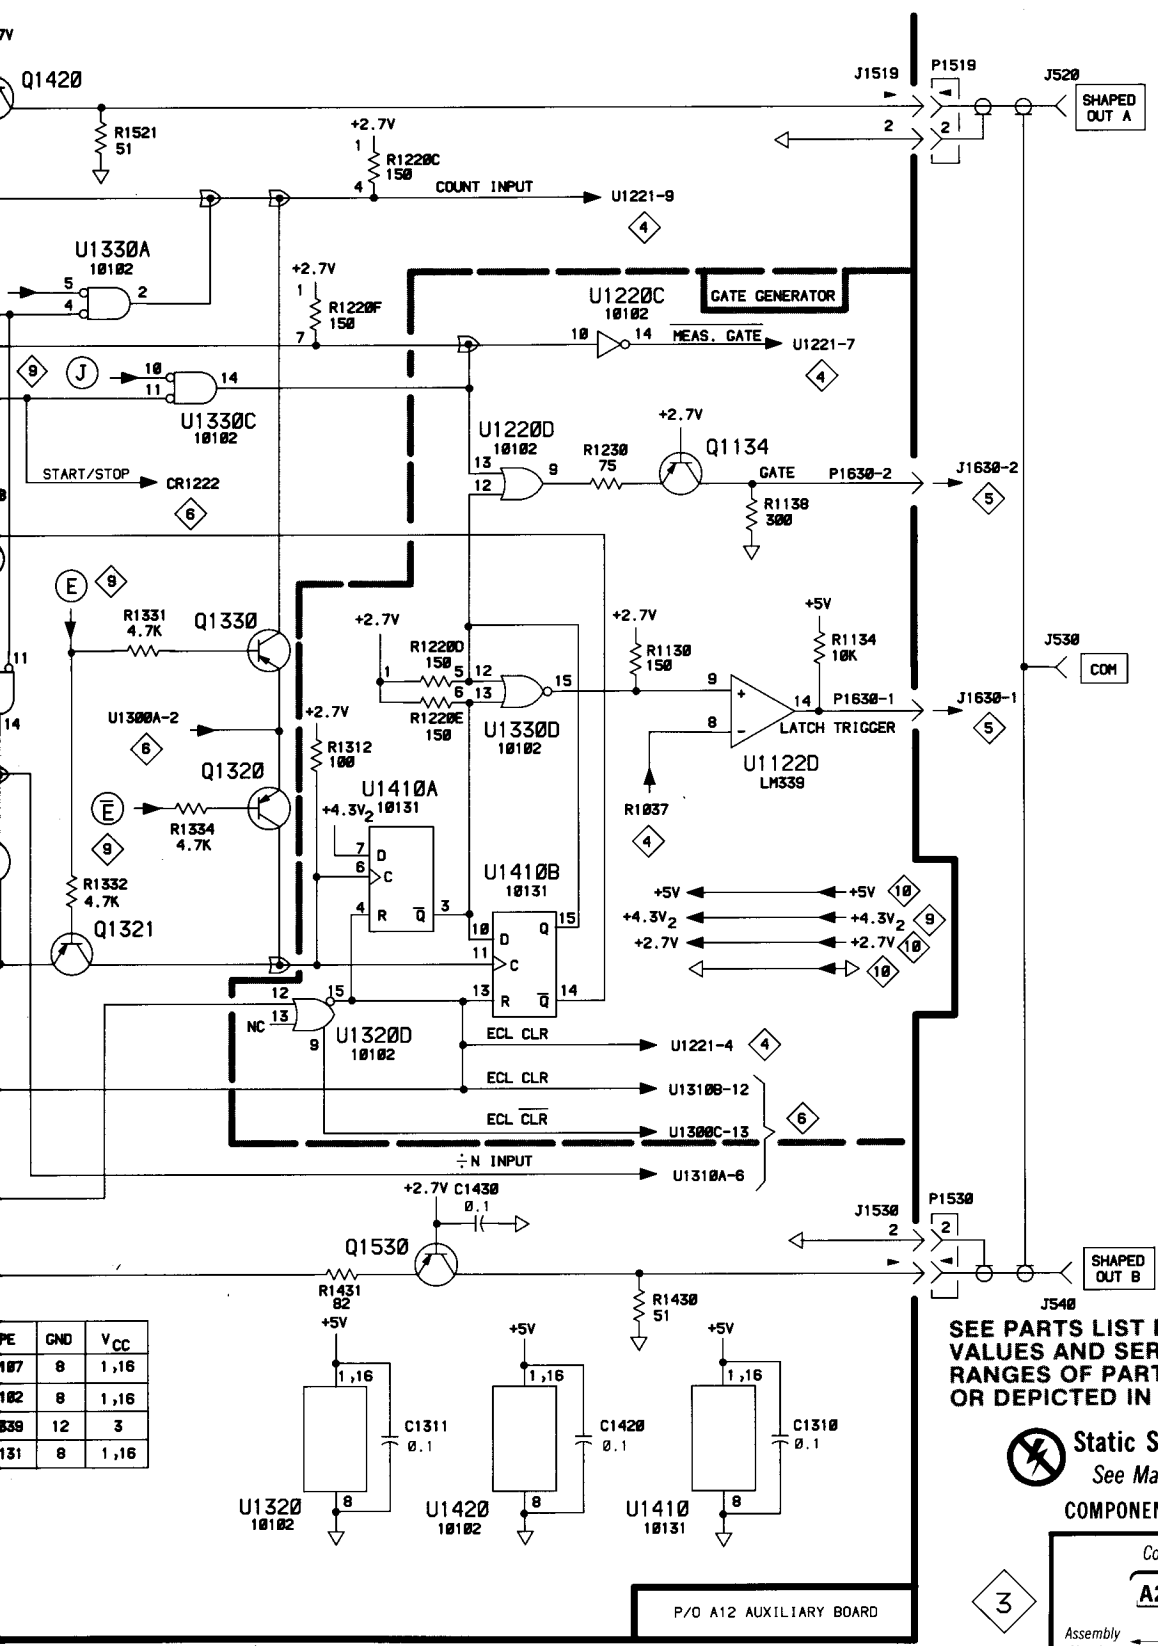 7V
Q1420
R1521
51
+2.7V
1
R1220C
150
4
COUNT INPUT
U1221-9
4
J1519
P1519
2
2
J520
SHAPED
OUT A
U1330A
10102
5
4
2
+2.7V
1
R1220F
150
7
U1220C
10102
GATE GENERATOR
10
14
MEAS. GATE
U1221-7
4
9
J
10
11
14
U1330C
10102
START/STOP
CR1222
6
U1220D
10102
13
12
9
R1230
75
+2.7V
Q1134
GATE
P1630-2
J1630-2
5
R1138
300
E
9
R1331
4.7K
Q1330
+2.7V
R1220D
150
1
5
12
6
13
15
R1220E
150
U1330D
10102
+2.7V
R1130
150
+5V
R1134
10K
J530
COM
9
+
8
-
14
P1630-1
J1630-1
5
LATCH TRIGGER
U1122D
LM339
R1037
4
11
14
U1300A-2
6
+2.7V
R1312
100
Q1320
E
9
R1334
4.7K
U1410A
10131
+4.3V2
7
D
6
C
4
R
Q
3
R1332
4.7K
Q1321
U1410B
10131
10
D
Q
15
11
C
13
R
Q
14
+5V
+5V
10
+4.3V2
+4.3V2
9
+2.7V
+2.7V
10
10
12
15
NC
13
9
U1320D
10102
ECL CLR
U1221-4
4
ECL CLR
U1310B-12
ECL CLR
U1300C-13
6
÷N INPUT
U1310A-6
+2.7V
C1430
0.1
Q1530
R1431
82
J1530
P1530
2
2
R1430
51
SHAPED
OUT B
J540
PE
GND
VCC
107
8
1,16
102
8
1,16
339
12
3
131
8
1,16
+5V
1,16
C1311
0.1
8
U1320
10102
+5V
1,16
C1420
0.1
8
U1420
10102
+5V
1,16
C1310
0.1
8
U1410
10131
SEE PARTS LIST
VALUES AND SER
RANGES OF PART
OR DEPICTED IN
Static S
See Ma
COMPONEN
Co
A2
3
Assembly
P/O A12 AUXILIARY BOARD